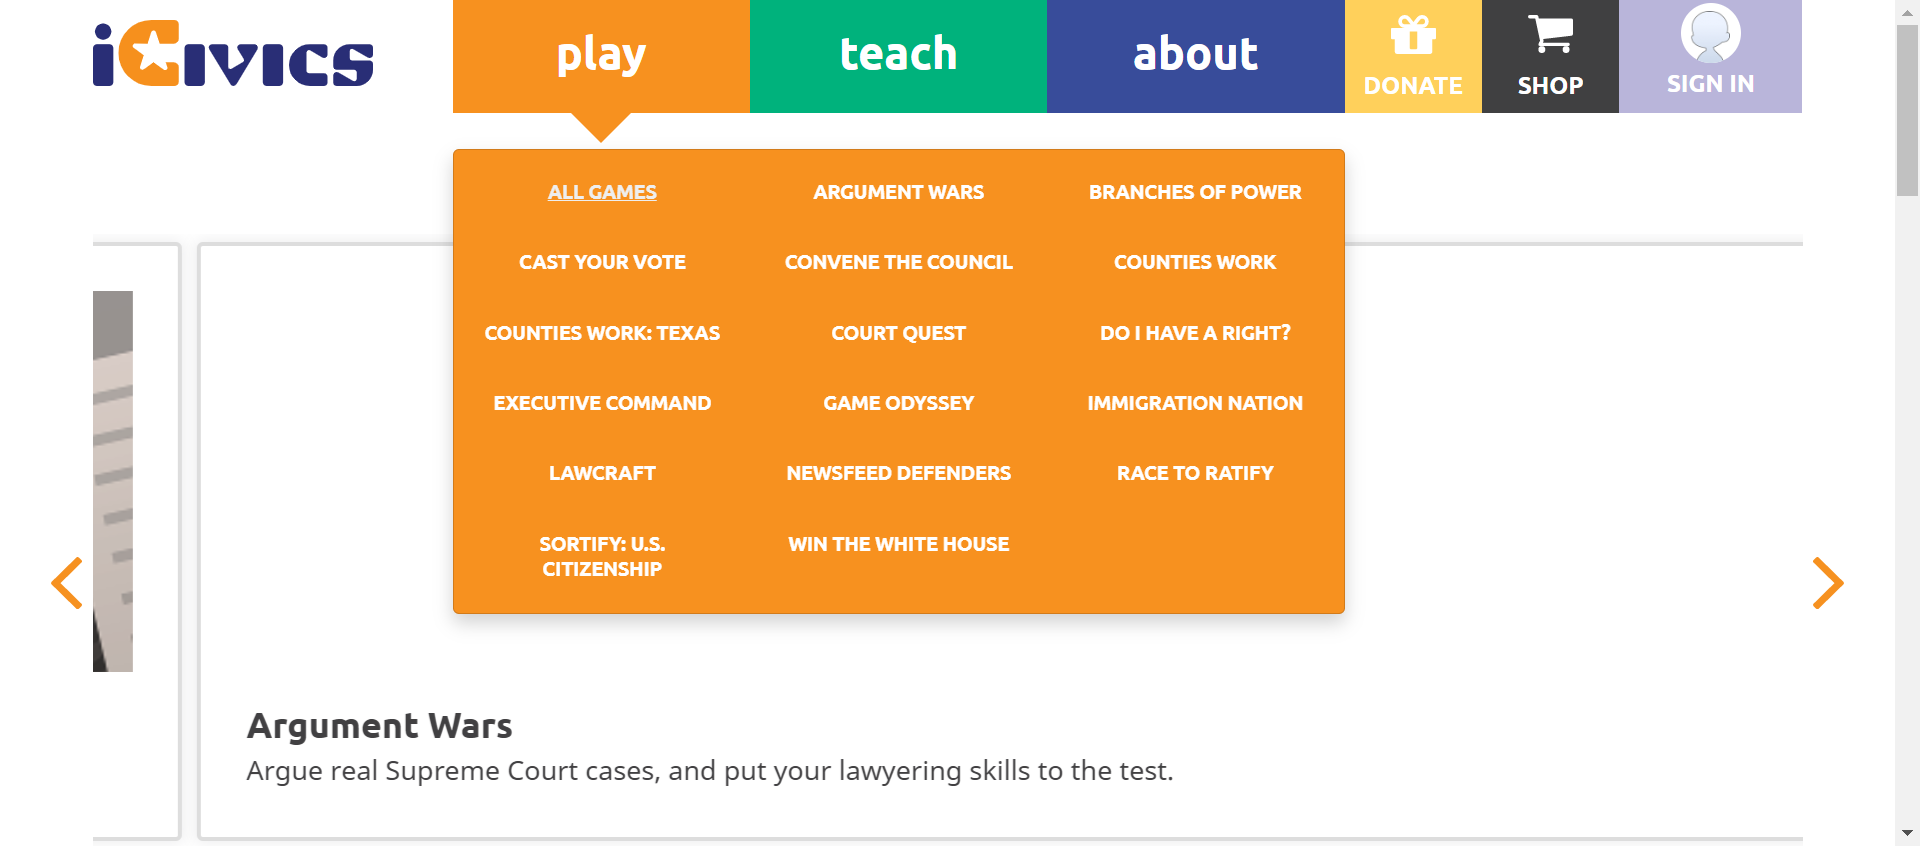 iCivics
play
teach
about
DONATE
SHOP
SIGN IN
ALL GAMES
ARGUMENT WARS
BRANCHES OF POWER
CAST YOUR VOTE
CONVENE THE COUNCIL
COUNTIES WORK
COUNTIES WORK: TEXAS
COURT QUEST
DO I HAVE A RIGHT?
EXECUTIVE COMMAND
GAME ODYSSEY
IMMIGRATION NATION
LAWCRAFT
NEWSFEED DEFENDERS
RACE TO RATIFY
SORTIFY: U.S.
CITIZENSHIP
WIN THE WHITE HOUSE
Argument Wars
Argue real Supreme Court cases, and put your lawyering skills to the test.